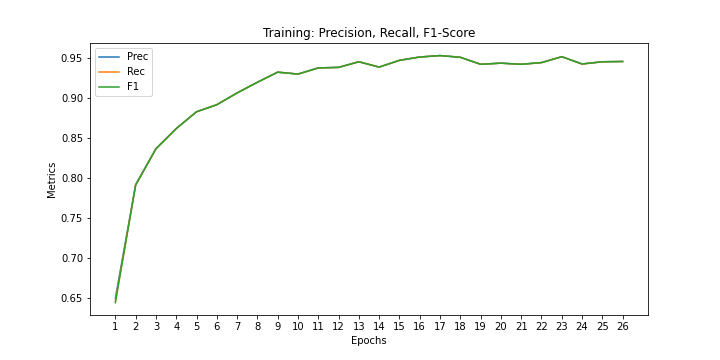 Training: Precision, Recall, F1-Score
Prec
Rec
F1
Metrics
0.95
0.90
0.85
0.80
0.75
0.70
0.65
1 2 3 4 5 6 7 8 9 10 11 12 13 14 15 16 17 18 19 20 21 22 23 24 25 26
Epochs